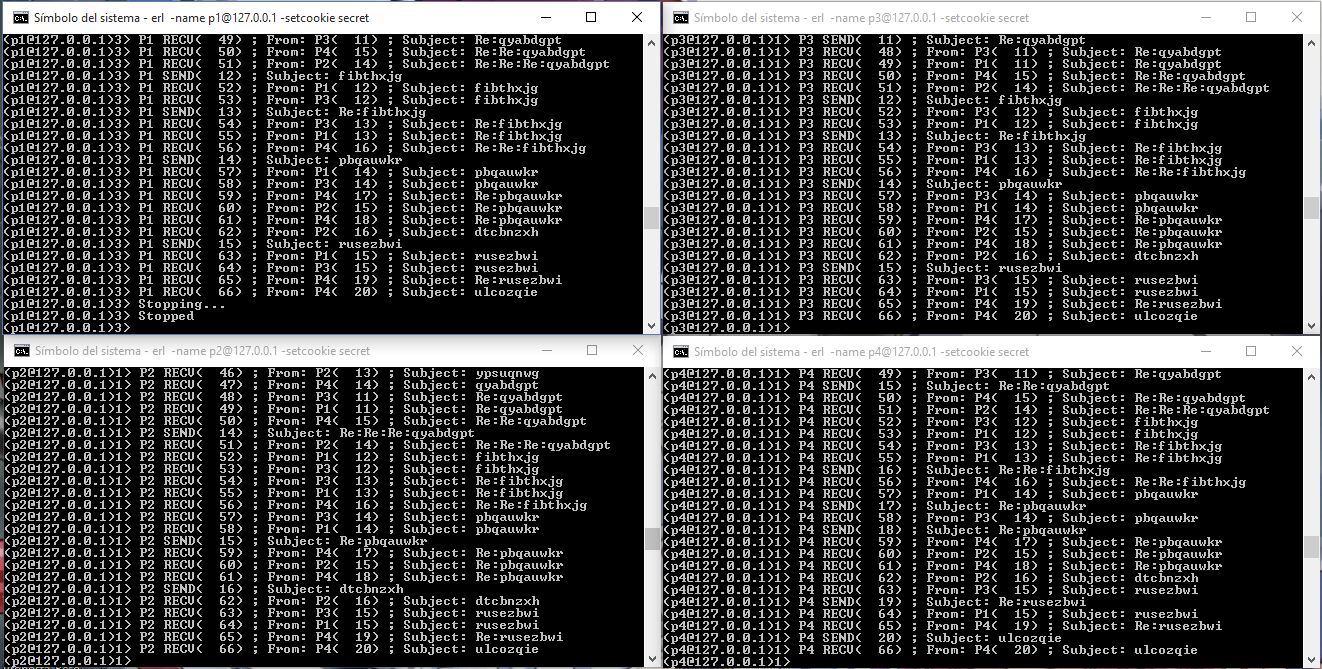 Símbolo del sistema - erl -name p1@127.0.0.1 -setcookie secret
(p1@127.0.0.1)3> P1 RECV(  49) ; From: P3(  11) ; Subject: Re:qyabdgpt
(p1@127.0.0.1)3> P1 RECV(  50) ; From: P4(  15) ; Subject: Re:Re:qyabdgpt
(p1@127.0.0.1)3> P1 RECV(  51) ; From: P2(  14) ; Subject: Re:Re:Re:qyabdgpt
(p1@127.0.0.1)3> P1 SEND(  12) ; Subject: fibthxjg
(p1@127.0.0.1)3> P1 RECV(  52) ; From: P1(  12) ; Subject: fibthxjg
(p1@127.0.0.1)3> P1 RECV(  53) ; From: P3(  12) ; Subject: fibthxjg
(p1@127.0.0.1)3> P1 SEND(  13) ; Subject: Re:fibthxjg
(p1@127.0.0.1)3> P1 RECV(  54) ; From: P3(  13) ; Subject: Re:fibthxjg
(p1@127.0.0.1)3> P1 RECV(  55) ; From: P1(  13) ; Subject: Re:fibthxjg
(p1@127.0.0.1)3> P1 RECV(  56) ; From: P4(  16) ; Subject: Re:Re:fibthxjg
(p1@127.0.0.1)3> P1 SEND(  14) ; Subject: pbqauwkr
(p1@127.0.0.1)3> P1 RECV(  57) ; From: P1(  14) ; Subject: pbqauwkr
(p1@127.0.0.1)3> P1 RECV(  58) ; From: P3(  14) ; Subject: pbqauwkr
(p1@127.0.0.1)3> P1 RECV(  59) ; From: P4(  17) ; Subject: Re:pbqauwkr
(p1@127.0.0.1)3> P1 RECV(  60) ; From: P2(  15) ; Subject: Re:pbqauwkr
(p1@127.0.0.1)3> P1 RECV(  61) ; From: P4(  18) ; Subject: Re:pbqauwkr
(p1@127.0.0.1)3> P1 RECV(  62) ; From: P2(  16) ; Subject: dtcbnzxh
(p1@127.0.0.1)3> P1 SEND(  15) ; Subject: rusezbwi
(p1@127.0.0.1)3> P1 RECV(  63) ; From: P1(  15) ; Subject: rusezbwi
(p1@127.0.0.1)3> P1 RECV(  64) ; From: P3(  15) ; Subject: rusezbwi
(p1@127.0.0.1)3> P1 RECV(  65) ; From: P4(  19) ; Subject: Re:rusezbwi
(p1@127.0.0.1)3> P1 RECV(  66) ; From: P4(  20) ; Subject: ulcozqie
(p1@127.0.0.1)3> Stopping...
(p1@127.0.0.1)3> Stopped
(p1@127.0.0.1)3>
Símbolo del sistema - erl -name p3@127.0.0.1 -setcookie secret
(p3@127.0.0.1)1> P3 SEND(  11) ; Subject: Re:qyabdgpt
(p3@127.0.0.1)1> P3 RECV(  48) ; From: P3(  11) ; Subject: Re:qyabdgpt
(p3@127.0.0.1)1> P3 RECV(  49) ; From: P1(  11) ; Subject: Re:qyabdgpt
(p3@127.0.0.1)1> P3 RECV(  50) ; From: P4(  15) ; Subject: Re:Re:qyabdgpt
(p3@127.0.0.1)1> P3 RECV(  51) ; From: P2(  14) ; Subject: Re:Re:Re:qyabdgpt
(p3@127.0.0.1)1> P3 SEND(  12) ; Subject: fibthxjg
(p3@127.0.0.1)1> P3 RECV(  52) ; From: P3(  12) ; Subject: fibthxjg
(p3@127.0.0.1)1> P3 RECV(  53) ; From: P1(  12) ; Subject: fibthxjg
(p3@127.0.0.1)1> P3 SEND(  13) ; Subject: Re:fibthxjg
(p3@127.0.0.1)1> P3 RECV(  54) ; From: P3(  13) ; Subject: Re:fibthxjg
(p3@127.0.0.1)1> P3 RECV(  55) ; From: P1(  13) ; Subject: Re:fibthxjg
(p3@127.0.0.1)1> P3 RECV(  56) ; From: P4(  16) ; Subject: Re:Re:fibthxjg
(p3@127.0.0.1)1> P3 SEND(  14) ; Subject: pbqauwkr
(p3@127.0.0.1)1> P3 RECV(  57) ; From: P3(  14) ; Subject: pbqauwkr
(p3@127.0.0.1)1> P3 RECV(  58) ; From: P1(  14) ; Subject: pbqauwkr
(p3@127.0.0.1)1> P3 RECV(  59) ; From: P4(  17) ; Subject: Re:pbqauwkr
(p3@127.0.0.1)1> P3 RECV(  60) ; From: P2(  15) ; Subject: Re:pbqauwkr
(p3@127.0.0.1)1> P3 RECV(  61) ; From: P4(  18) ; Subject: Re:pbqauwkr
(p3@127.0.0.1)1> P3 RECV(  62) ; From: P2(  16) ; Subject: dtcbnzxh
(p3@127.0.0.1)1> P3 SEND(  15) ; Subject: rusezbwi
(p3@127.0.0.1)1> P3 RECV(  63) ; From: P3(  15) ; Subject: rusezbwi
(p3@127.0.0.1)1> P3 RECV(  64) ; From: P1(  15) ; Subject: rusezbwi
(p3@127.0.0.1)1> P3 RECV(  65) ; From: P4(  19) ; Subject: Re:rusezbwi
(p3@127.0.0.1)1> P3 RECV(  66) ; From: P4(  20) ; Subject: ulcozqie
(p3@127.0.0.1)1>
Símbolo del sistema - erl -name p2@127.0.0.1 -setcookie secret
(p2@127.0.0.1)1> P2 RECV(  46) ; From: P2(  13) ; Subject: ypsuqnwg
(p2@127.0.0.1)1> P2 RECV(  47) ; From: P4(  14) ; Subject: qyabdgpt
(p2@127.0.0.1)1> P2 RECV(  48) ; From: P3(  11) ; Subject: Re:qyabdgpt
(p2@127.0.0.1)1> P2 RECV(  49) ; From: P1(  11) ; Subject: Re:qyabdgpt
(p2@127.0.0.1)1> P2 RECV(  50) ; From: P4(  15) ; Subject: Re:Re:qyabdgpt
(p2@127.0.0.1)1> P2 SEND(  14) ; Subject: Re:Re:Re:qyabdgpt
(p2@127.0.0.1)1> P2 RECV(  51) ; From: P2(  14) ; Subject: Re:Re:Re:qyabdgpt
(p2@127.0.0.1)1> P2 RECV(  52) ; From: P1(  12) ; Subject: fibthxjg
(p2@127.0.0.1)1> P2 RECV(  53) ; From: P3(  12) ; Subject: fibthxjg
(p2@127.0.0.1)1> P2 RECV(  54) ; From: P3(  13) ; Subject: Re:fibthxjg
(p2@127.0.0.1)1> P2 RECV(  55) ; From: P1(  13) ; Subject: Re:fibthxjg
(p2@127.0.0.1)1> P2 RECV(  56) ; From: P4(  16) ; Subject: Re:Re:fibthxjg
(p2@127.0.0.1)1> P2 RECV(  57) ; From: P3(  14) ; Subject: pbqauwkr
(p2@127.0.0.1)1> P2 RECV(  58) ; From: P1(  14) ; Subject: pbqauwkr
(p2@127.0.0.1)1> P2 SEND(  15) ; Subject: Re:pbqauwkr
(p2@127.0.0.1)1> P2 RECV(  59) ; From: P4(  17) ; Subject: Re:pbqauwkr
(p2@127.0.0.1)1> P2 RECV(  60) ; From: P2(  15) ; Subject: Re:pbqauwkr
(p2@127.0.0.1)1> P2 RECV(  61) ; From: P4(  18) ; Subject: Re:pbqauwkr
(p2@127.0.0.1)1> P2 SEND(  16) ; Subject: dtcbnzxh
(p2@127.0.0.1)1> P2 RECV(  62) ; From: P2(  16) ; Subject: dtcbnzxh
(p2@127.0.0.1)1> P2 RECV(  63) ; From: P3(  15) ; Subject: rusezbwi
(p2@127.0.0.1)1> P2 RECV(  64) ; From: P1(  15) ; Subject: rusezbwi
(p2@127.0.0.1)1> P2 RECV(  65) ; From: P4(  19) ; Subject: Re:rusezbwi
(p2@127.0.0.1)1> P2 RECV(  66) ; From: P4(  20) ; Subject: ulcozqie
(p2@127.0.0.1)1>
Símbolo del sistema - erl -name p4@127.0.0.1 -setcookie secret
(p4@127.0.0.1)1> P4 RECV(  49) ; From: P3(  11) ; Subject: Re:qyabdgpt
(p4@127.0.0.1)1> P4 SEND(  15) ; Subject: Re:Re:qyabdgpt
(p4@127.0.0.1)1> P4 RECV(  50) ; From: P4(  15) ; Subject: Re:Re:qyabdgpt
(p4@127.0.0.1)1> P4 RECV(  51) ; From: P2(  14) ; Subject: Re:Re:Re:qyabdgpt
(p4@127.0.0.1)1> P4 RECV(  52) ; From: P3(  12) ; Subject: fibthxjg
(p4@127.0.0.1)1> P4 RECV(  53) ; From: P1(  12) ; Subject: fibthxjg
(p4@127.0.0.1)1> P4 RECV(  54) ; From: P3(  13) ; Subject: Re:fibthxjg
(p4@127.0.0.1)1> P4 RECV(  55) ; From: P1(  13) ; Subject: Re:fibthxjg
(p4@127.0.0.1)1> P4 SEND(  16) ; Subject: Re:Re:fibthxjg
(p4@127.0.0.1)1> P4 RECV(  56) ; From: P4(  16) ; Subject: Re:Re:fibthxjg
(p4@127.0.0.1)1> P4 RECV(  57) ; From: P1(  14) ; Subject: pbqauwkr
(p4@127.0.0.1)1> P4 SEND(  17) ; Subject: Re:pbqauwkr
(p4@127.0.0.1)1> P4 RECV(  58) ; From: P3(  14) ; Subject: pbqauwkr
(p4@127.0.0.1)1> P4 SEND(  18) ; Subject: Re:pbqauwkr
(p4@127.0.0.1)1> P4 RECV(  59) ; From: P4(  17) ; Subject: Re:pbqauwkr
(p4@127.0.0.1)1> P4 RECV(  60) ; From: P2(  15) ; Subject: Re:pbqauwkr
(p4@127.0.0.1)1> P4 RECV(  61) ; From: P4(  18) ; Subject: Re:pbqauwkr
(p4@127.0.0.1)1> P4 RECV(  62) ; From: P2(  16) ; Subject: dtcbnzxh
(p4@127.0.0.1)1> P4 RECV(  63) ; From: P3(  15) ; Subject: rusezbwi
(p4@127.0.0.1)1> P4 SEND(  19) ; Subject: Re:rusezbwi
(p4@127.0.0.1)1> P4 RECV(  64) ; From: P1(  15) ; Subject: rusezbwi
(p4@127.0.0.1)1> P4 RECV(  65) ; From: P4(  19) ; Subject: Re:rusezbwi
(p4@127.0.0.1)1> P4 SEND(  20) ; Subject: ulcozqie
(p4@127.0.0.1)1> P4 RECV(  66) ; From: P4(  20) ; Subject: ulcozqie
(p4@127.0.0.1)1>